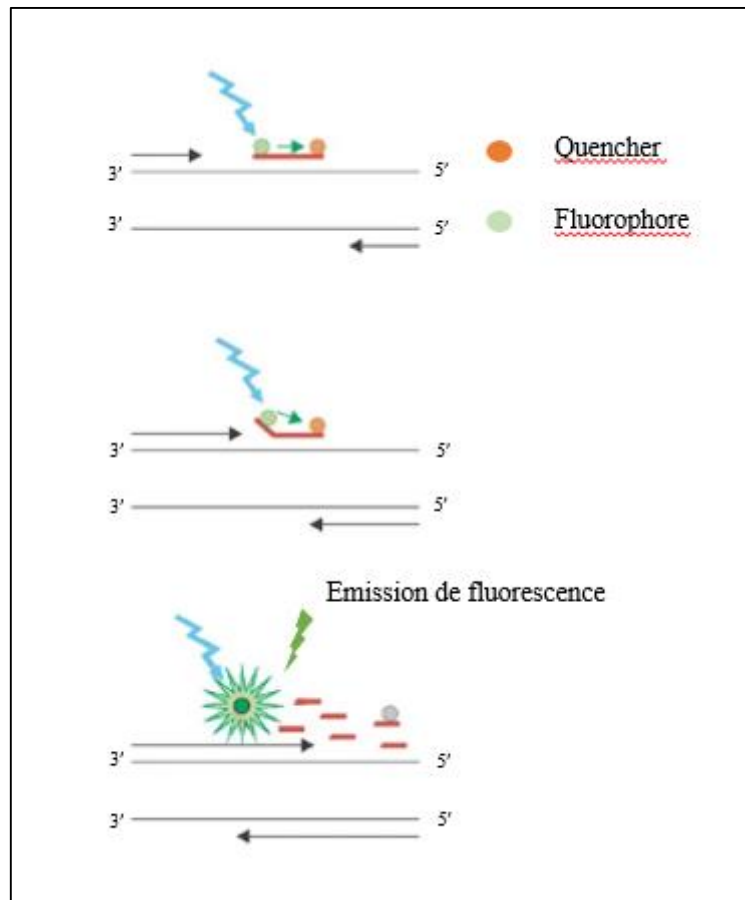 Quencher
3’ 5’
Fluorophore
3’ 5’
3’ 5’
3’ 5’
Emission de fluorescence
3’ 5’
3’ 5’